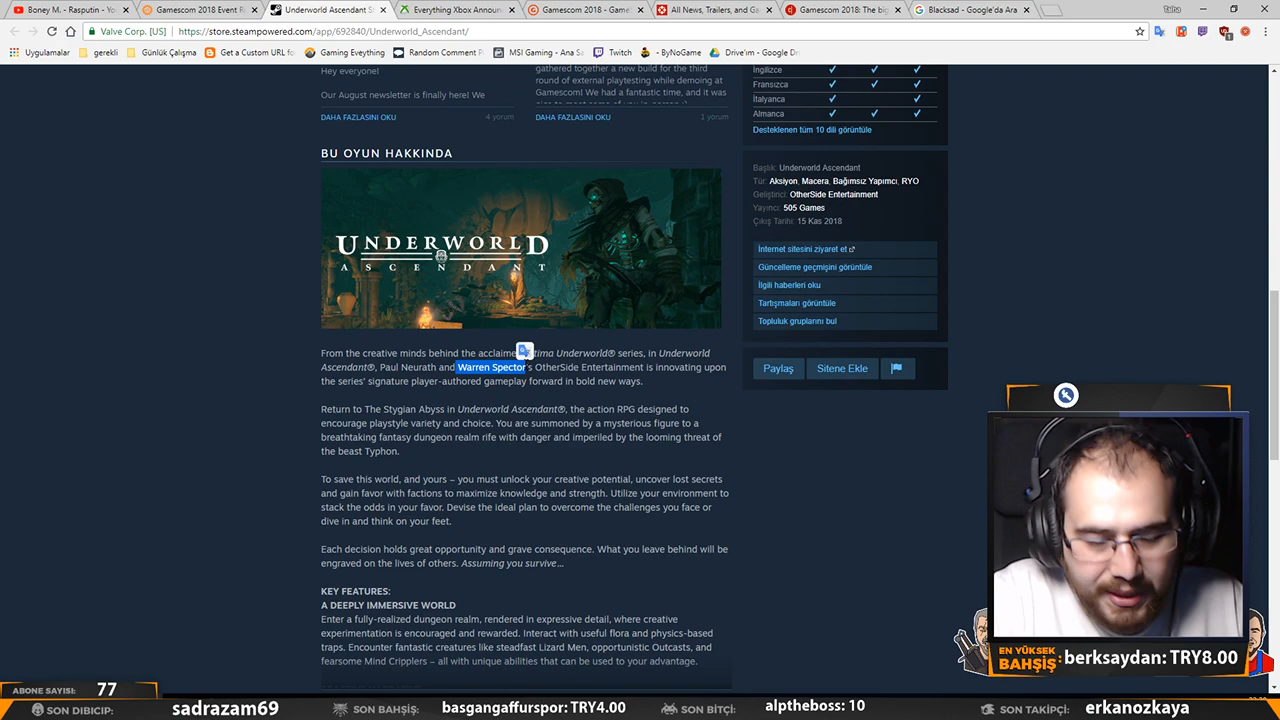 Boney M. - Rasputin - Yo
Gamescom 2018 Event R
Underworld Ascendant S
Everything Xbox Announ
Gamescom 2018 - Game
All News, Trailers, and Ga
Gamescom 2018: The big
Blacksad - Google'da Ara
Valve Corp. [US]
https://store.steampowered.com/app/692840/Underworld_Ascendant/
Uygulamalar
gerekli
Günlük Çalışma
Get a Custom URL fo
Gaming Eveything
Random Comment P
MSI Gaming - Ana Sa
Twitch
- ByNoGame
Drive'ım - Google Dr
Hey everyone!
Our August newsletter is finally here! We
DAHA FAZLASINI OKU
4 yorum
gathered together a new build for the third
round of external playtesting while demoing at
Gamescom! We had a fantastic time, and it was
DAHA FAZLASINI OKU
1 yorum
İngilizce
Fransızca
İtalyanca
Almanca
Desteklenen tüm 10 dili görüntüle
BU OYUN HAKKINDA
UNDERWORLD
ASCENDANT
Başlık: Underworld Ascendant
Tür: Aksiyon, Macera, Bağımsız Yapımcı, RYO
Geliştirici: OtherSide Entertainment
Yayıncı: 505 Games
Çıkış Tarihi: 15 Kas 2018
İnternet sitesini ziyaret et
Güncelleme geçmişini görüntüle
İlgili haberleri oku
Tartışmaları görüntüle
Topluluk gruplarını bul
Paylaş
Sitene Ekle
From the creative minds behind the acclaime tima Underworld® series, in Underworld
Ascendant®, Paul Neurath and Warren Spector's OtherSide Entertainment is innovating upon
the series' signature player-authored gameplay forward in bold new ways.
Return to The Stygian Abyss in Underworld Ascendant®, the action RPG designed to
encourage playstyle variety and choice. You are summoned by a mysterious figure to a
breathtaking fantasy dungeon realm rife with danger and imperiled by the looming threat of
the beast Typhon.
To save this world, and yours – you must unlock your creative potential, uncover lost secrets
and gain favor with factions to maximize knowledge and strength. Utilize your environment to
stack the odds in your favor. Devise the ideal plan to overcome the challenges you face or
dive in and think on your feet.
Each decision holds great opportunity and grave consequence. What you leave behind will be
engraved on the lives of others. Assuming you survive...
KEY FEATURES:
A DEEPLY IMMERSIVE WORLD
Enter a fully-realized dungeon realm, rendered in expressive detail, where creative
experimentation is encouraged and rewarded. Interact with useful flora and physics-based
traps. Encounter fantastic creatures like steadfast Lizard Men, opportunistic Outcasts, and
fearsome Mind Cripplers – all with unique abilities that can be used to your advantage.
EN YÜKSEK
BAHŞİŞ
:berksaydan: TRY8.00
ABONE SAYISI: 77
SON DIBICIP: sadrazam69
SON BAHŞİŞ: basgangaffurspor: TRY4.00
SON BİTÇİ: alptheboss: 10
SON TAKİPÇİ: erkanozkaya